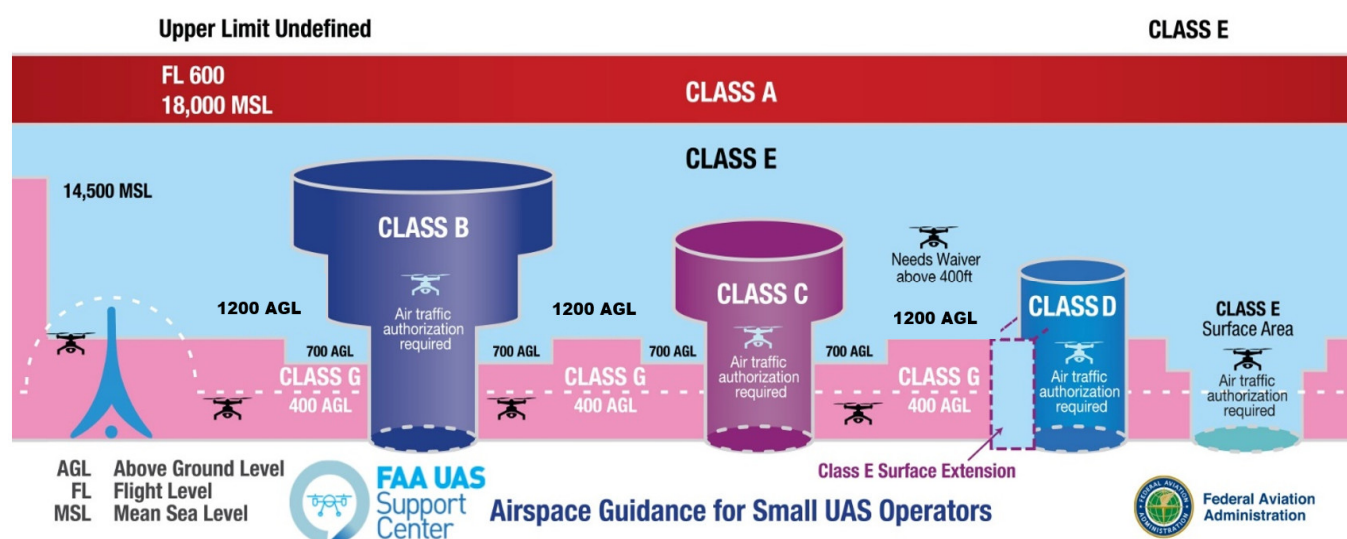 Upper Limit Undefined
CLASS E
FL 600
18,000 MSL
CLASS A
CLASS E
14,500 MSL
CLASS B
Needs Waiver
above 400ft
CLASS C
CLASS D
1200 AGL
1200 AGL
1200 AGL
CLASS E
Surface Area
Air traffic
authorization
required
700 AGL
700 AGL
700 AGL
700 AGL
Air traffic
authorization
required
Air traffic
authorization
required
Air traffic
authorization
required
CLASS G
400 AGL
CLASS G
400 AGL
CLASS G
400 AGL
Class E Surface Extension
AGL Above Ground Level
FL Flight Level
MSL Mean Sea Level
FAA UAS
Support
Center
Airspace Guidance for Small UAS Operators
FEDERAL AVIATION
ADMINISTRATION
Federal Aviation
Administration